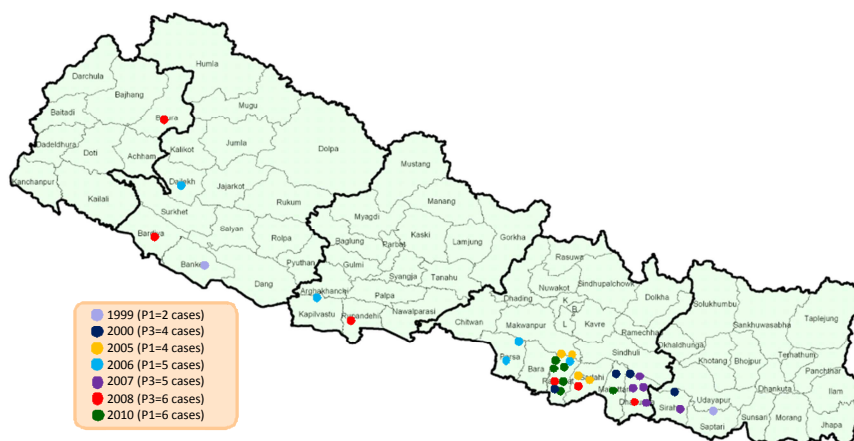 Humla
Darchula
Bajhang
Mugu
Baitadi
Dadeldhura
Doti
Achham
Kalikot
Jumla
Dolpa
Kanchanpur
Kailali
Dailekh
Jajarkot
Rukum
Surkhet
Salyan
Rolpa
Bardiya
Banke
Pyuthan
Dang
Mustang
Manang
Myagdi
Kaski
Gorkha
Lamjung
Baglung
Parbat
Gulmi
Syangja
Tanahu
Arghakhanchi
Palpa
Kapilvastu
Rupandehi
Nawalparasi
Rasuwa
Sindhupalchowk
Nuwakot
Dhading
K
B
L
Kavre
Dolkha
Ramechhap
Chitwan
Makwanpur
Sindhuli
Parsa
Bara
Sarlahi
Solukhumbu
Taplejung
Sankhuwasabha
Okhaldhunga
Khotang
Bhojpur
Terhathum
Panchthar
Dhankuta
Ilam
Udayapur
Siraha
Saptari
Sunsari
Morang
Jhapa
1999 (P1=2 cases)
2000 (P3=4 cases)
2005 (P1=4 cases)
2006 (P1=5 cases)
2007 (P3=5 cases)
2008 (P3=6 cases)
2010 (P1=6 cases)